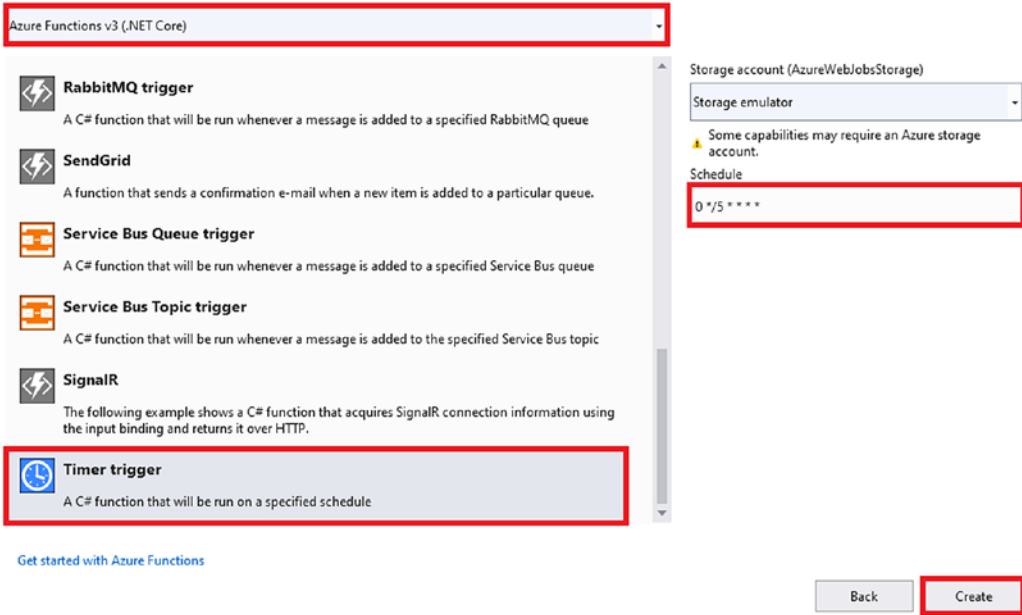 Azure Functions v3 (.NET Core)
RabbitMQ trigger
A C# function that will be run whenever a message is added to a specified RabbitMQ queue
SendGrid
A function that sends a confirmation e-mail when a new item is added to a particular queue.
Service Bus Queue trigger
A C# function that will be run whenever a message is added to a specified Service Bus queue
Service Bus Topic trigger
A C# function that will be run whenever a message is added to the specified Service Bus topic
SignalR
The following example shows a C# function that acquires SignalR connection information using
the input binding and returns it over HTTP.
Timer trigger
A C# function that will be run on a specified schedule
Get started with Azure Functions
Storage account (AzureWebJobsStorage)
Storage emulator
Some capabilities may require an Azure storage
account.
Schedule
0 */5 * * * *
Back
Create